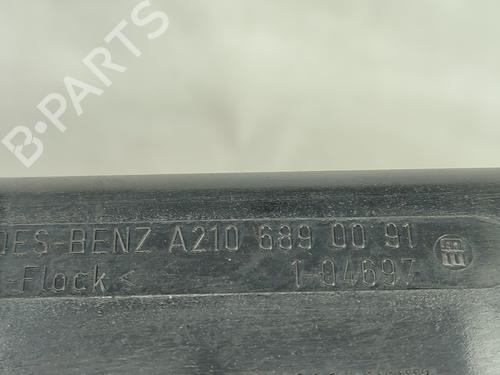 B-PARTS
DES-BENZ A210 689 00 91
Flock < 1-04697